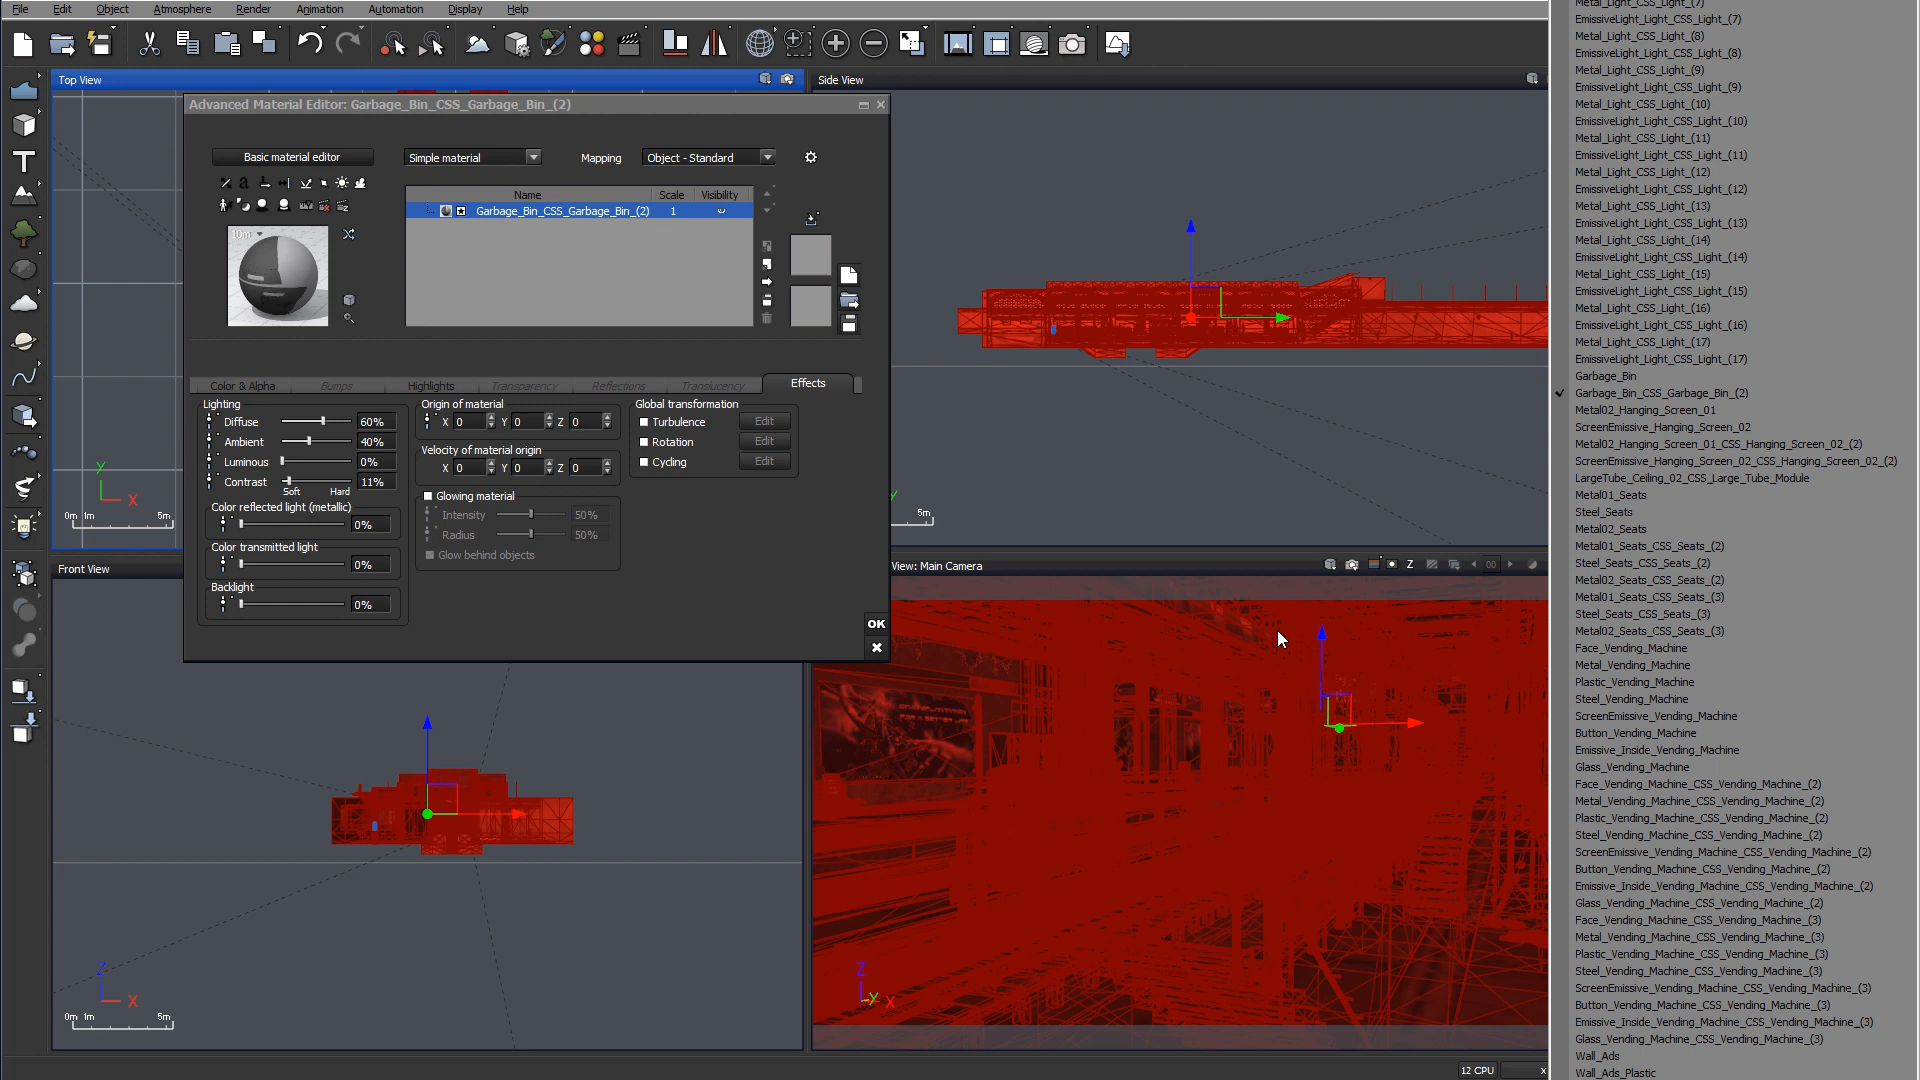 File Edit Object Atmosphere Render Animation Automation Display Help
Top View
Side View
Advanced Material Editor: Garbage_Bin_CSS_Garbage_Bin_(2)
Basic material editor
Simple material
Mapping
Object - Standard
Name Scale Visibility
Garbage_Bin_CSS_Garbage_Bin_(2) 1
10m
Color & Alpha Bumps Highlights Transparency Reflections Translucency Effects
Lighting
Diffuse 60%
Ambient 40%
Luminous 0%
Contrast 11%
Soft Hard
Color reflected light (metallic)
0%
Color transmitted light
0%
Backlight
0%
Origin of material
X 0 Y 0 Z 0
Velocity of material origin
X 0 Y 0 Z 0
Glowing material
Intensity 50%
Radius 50%
Glow behind objects
Global transformation
Turbulence Edit
Rotation Edit
Cycling Edit
OK
Y
X
0m 1m 5m
Y
5m
Front View
Z
X
0m 1m 5m
View: Main Camera
Z
00
Z
Y X
12 CPU
X
Metal_Light_CSS_Light_(7)
EmissiveLight_Light_CSS_Light_(7)
Metal_Light_CSS_Light_(8)
EmissiveLight_Light_CSS_Light_(8)
Metal_Light_CSS_Light_(9)
EmissiveLight_Light_CSS_Light_(9)
Metal_Light_CSS_Light_(10)
EmissiveLight_Light_CSS_Light_(10)
Metal_Light_CSS_Light_(11)
EmissiveLight_Light_CSS_Light_(11)
Metal_Light_CSS_Light_(12)
EmissiveLight_Light_CSS_Light_(12)
Metal_Light_CSS_Light_(13)
EmissiveLight_Light_CSS_Light_(13)
Metal_Light_CSS_Light_(14)
EmissiveLight_Light_CSS_Light_(14)
Metal_Light_CSS_Light_(15)
EmissiveLight_Light_CSS_Light_(15)
Metal_Light_CSS_Light_(16)
EmissiveLight_Light_CSS_Light_(16)
Metal_Light_CSS_Light_(17)
EmissiveLight_Light_CSS_Light_(17)
Garbage_Bin
Garbage_Bin_CSS_Garbage_Bin_(2)
Metal02_Hanging_Screen_01
ScreenEmissive_Hanging_Screen_02
Metal02_Hanging_Screen_01_CSS_Hanging_Screen_02_(2)
ScreenEmissive_Hanging_Screen_02_CSS_Hanging_Screen_02_(2)
LargeTube_Ceiling_02_CSS_Large_Tube_Module
Metal01_Seats
Steel_Seats
Metal02_Seats
Metal01_Seats_CSS_Seats_(2)
Steel_Seats_CSS_Seats_(2)
Metal02_Seats_CSS_Seats_(2)
Metal01_Seats_CSS_Seats_(3)
Steel_Seats_CSS_Seats_(3)
Metal02_Seats_CSS_Seats_(3)
Face_Vending_Machine
Metal_Vending_Machine
Plastic_Vending_Machine
Steel_Vending_Machine
ScreenEmissive_Vending_Machine
Button_Vending_Machine
Emissive_Inside_Vending_Machine
Glass_Vending_Machine
Face_Vending_Machine_CSS_Vending_Machine_(2)
Metal_Vending_Machine_CSS_Vending_Machine_(2)
Plastic_Vending_Machine_CSS_Vending_Machine_(2)
Steel_Vending_Machine_CSS_Vending_Machine_(2)
ScreenEmissive_Vending_Machine_CSS_Vending_Machine_(2)
Button_Vending_Machine_CSS_Vending_Machine_(2)
Emissive_Inside_Vending_Machine_CSS_Vending_Machine_(2)
Glass_Vending_Machine_CSS_Vending_Machine_(2)
Face_Vending_Machine_CSS_Vending_Machine_(3)
Metal_Vending_Machine_CSS_Vending_Machine_(3)
Plastic_Vending_Machine_CSS_Vending_Machine_(3)
Steel_Vending_Machine_CSS_Vending_Machine_(3)
ScreenEmissive_Vending_Machine_CSS_Vending_Machine_(3)
Button_Vending_Machine_CSS_Vending_Machine_(3)
Emissive_Inside_Vending_Machine_CSS_Vending_Machine_(3)
Glass_Vending_Machine_CSS_Vending_Machine_(3)
Wall_Ads
Wall_Ads_Plastic